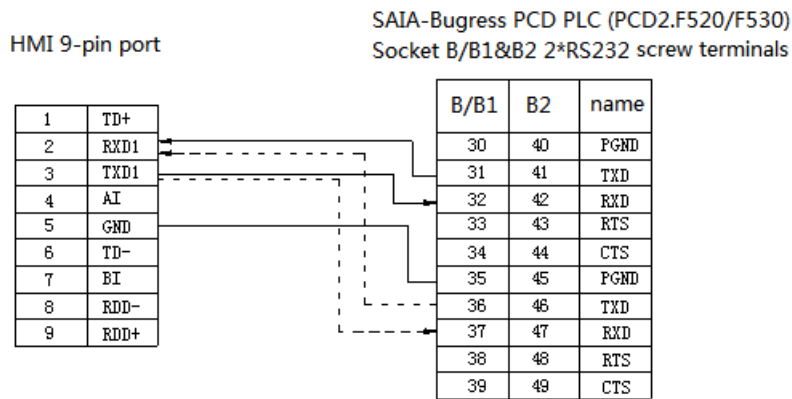 SAIA-Bugress PCD PLC (PCD2.F520/F530)
HMI 9-pin port
Socket B/B1&B2 2*RS232 screw terminals
B/B1 B2 name
1 TD+
2 RXD1
3 TXD1
4 AI
5 GND
6 TD-
7 BI
8 RDD-
9 RDD+
30 40 PGND
31 41 TXD
32 42 RXD
33 43 RTS
34 44 CTS
35 45 PGND
36 46 TXD
37 47 RXD
38 48 RTS
39 49 CTS